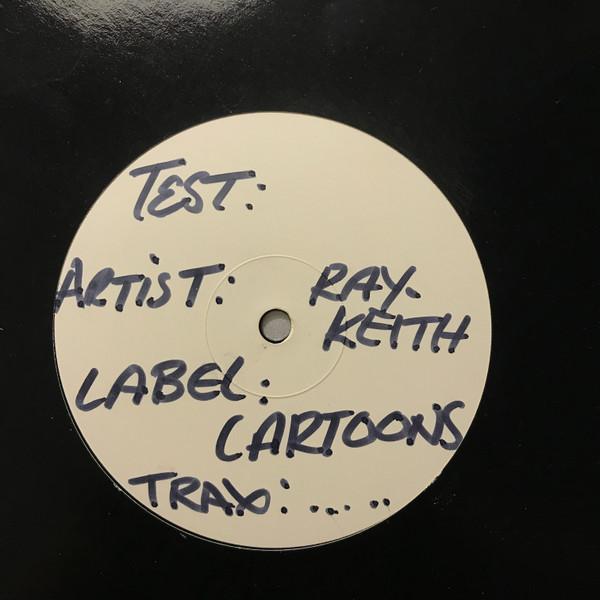 TEST:
ARTIST: RAY.
KEITH
LABEL:
CARTOONS
TRAX: ... ..